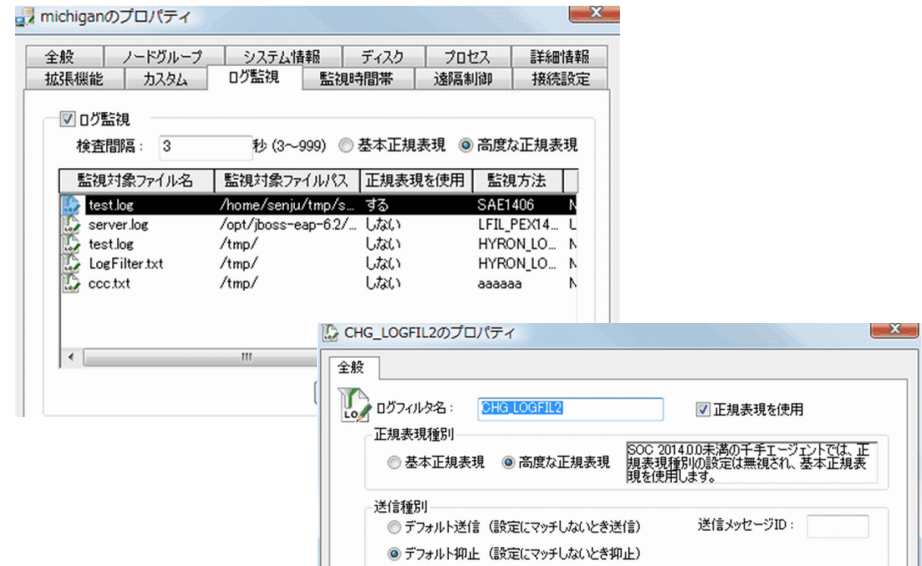 michiganのプロパティ
全般 ノードグループ システム情報 ディスク プロセス 詳細情報
拡張機能 カスタム ログ監視 監視時間帯 遠隔制御 接続設定
ログ監視
検査間隔: 3 秒 (3～999) 基本正規表現 高度な正規表現
監視対象ファイル名 監視対象ファイルパス 正規表現を使用 監視方法
test.log /home/senju/tmp/s... する SAE1406 N
server.log /opt/jboss-eap-6.2/... しない LFIL_PEX14... L
test.log /tmp/ しない HYRON_LO... N
LogFilter.txt /tmp/ しない HYRON_LO... N
ccc.txt /tmp/ しない aaaaaa N
CHG_LOGFIL2のプロパティ
全般
ログフィルタ名: CHG_LOGFIL2 正規表現を使用
正規表現種別
基本正規表現 高度な正規表現
SOC 2014.0.0未満の千手エージェントでは、正
規表現種別の設定は無視され、基本正規表
現を使用します。
送信種別
デフォルト送信 (設定にマッチしないとき送信) 送信メッセージID:
デフォルト抑止 (設定にマッチしないとき抑止)